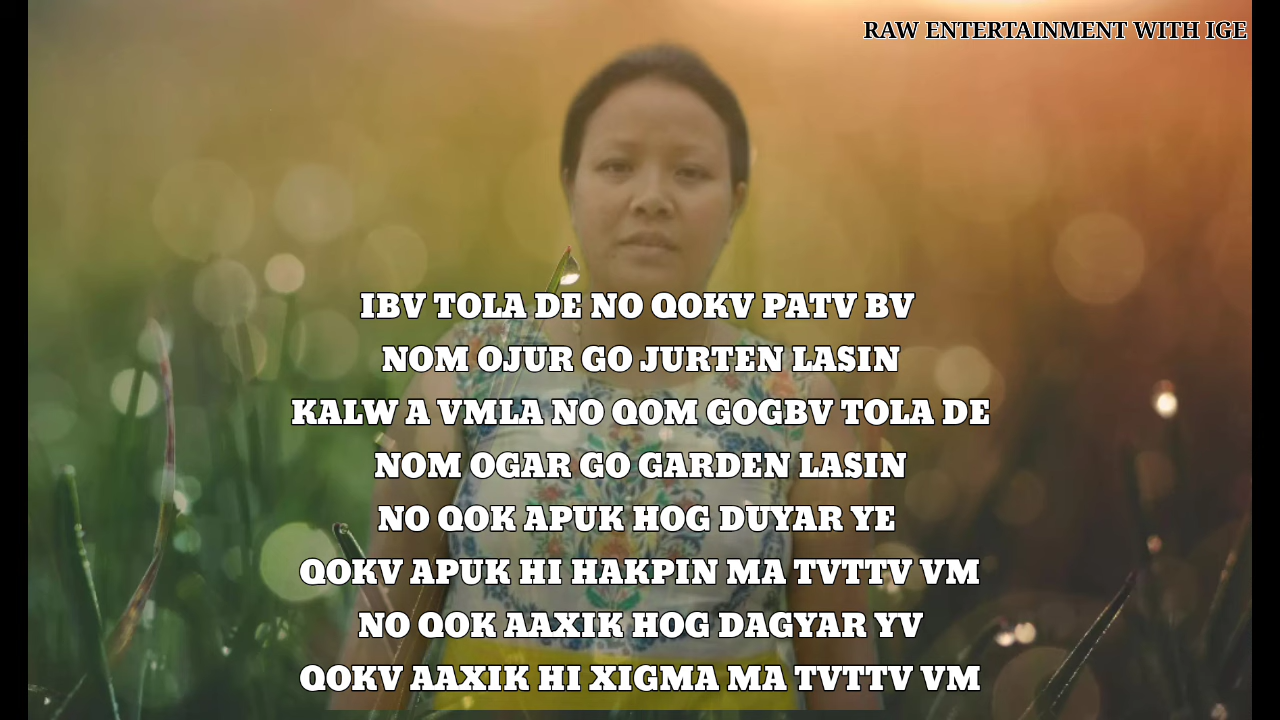 RAW ENTERTAINMENT WITH IGE
IBV TOLA DE NO QOKV PATV BV
NOM OJUR GO JURTEN LASIN
KALW A VMLA NO QOM GOGBV TOLA DE
NOM OGAR GO GARDEN LASIN
NO QOK APUK HOG DUYAR YE
QOKV APUK HI HAKPIN MA TVTTV VM
NO QOK AAXIK HOG DAGYAR YV
QOKV AAXIK HI XIGMA MA TVTTV VM